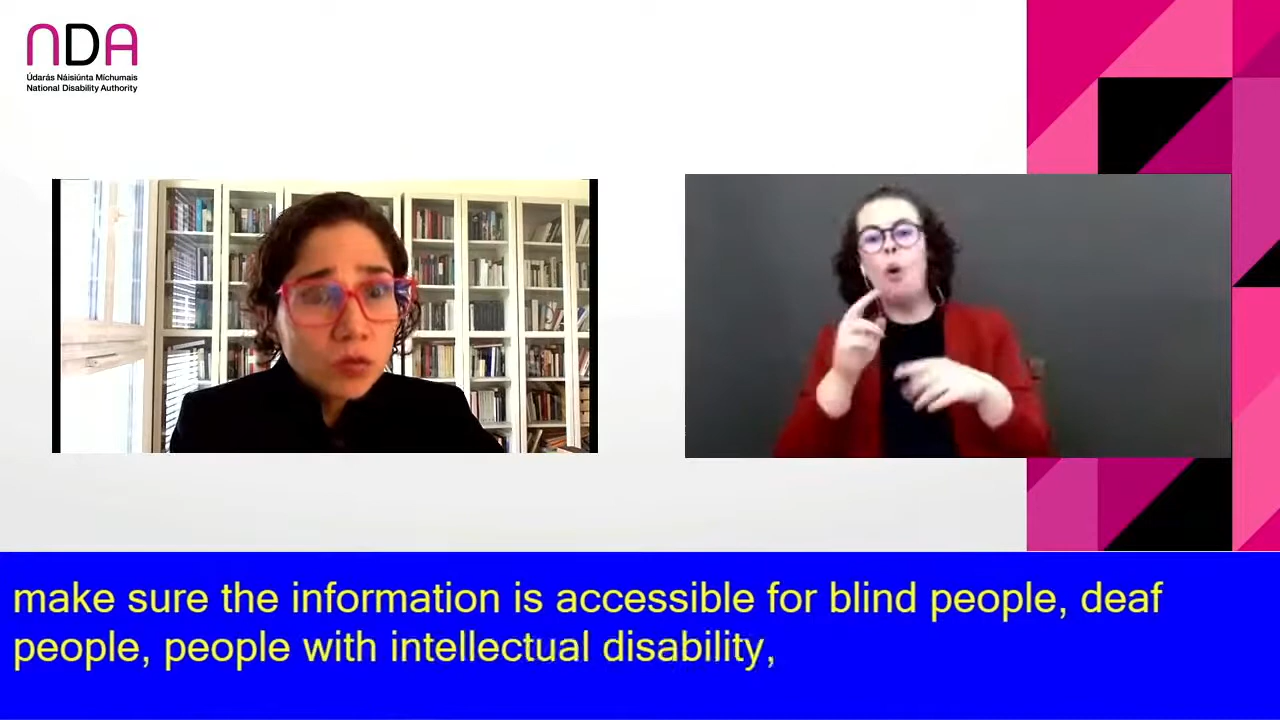 NDA
Údarás Náisiúnta Míchumais
National Disability Authority
make sure the information is accessible for blind people, deaf
people, people with intellectual disability,